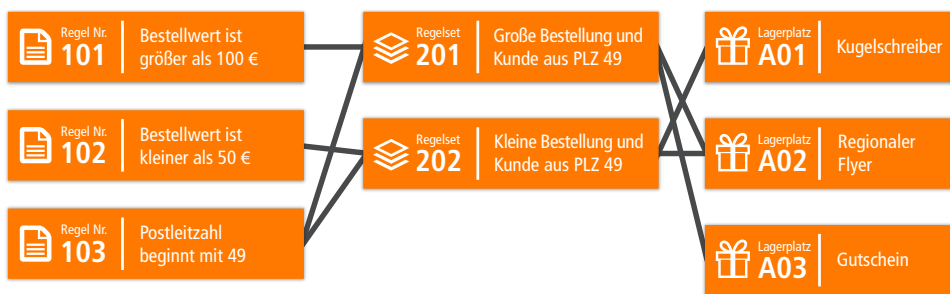 Regel Nr.
101
Bestellwert ist
größer als 100 €
Regel Nr.
102
Bestellwert ist
kleiner als 50 €
Regel Nr.
103
Postleitzahl
beginnt mit 49
Regelset
201
Große Bestellung und
Kunde aus PLZ 49
Regelset
202
Kleine Bestellung und
Kunde aus PLZ 49
Lagerplatz
A01
Kugelschreiber
Lagerplatz
A02
Regionaler
Flyer
Lagerplatz
A03
Gutschein